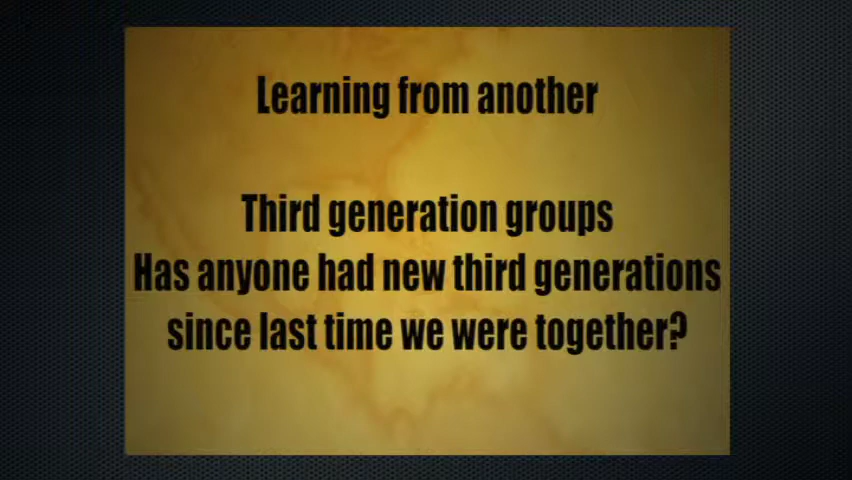 Learning from another
Third generation groups
Has anyone had new third generations
since last time we were together?